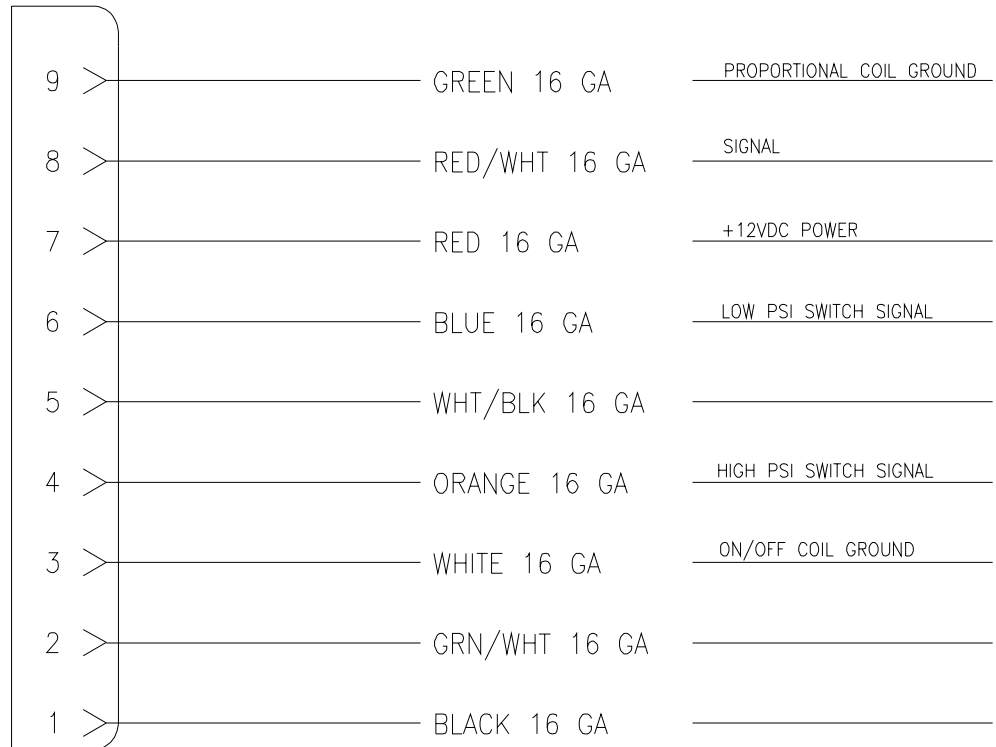 9 GREEN 16 GA PROPORTIONAL COIL GROUND
8 RED/WHT 16 GA SIGNAL
7 RED 16 GA +12VDC POWER
6 BLUE 16 GA LOW PSI SWITCH SIGNAL
5 WHT/BLK 16 GA
4 ORANGE 16 GA HIGH PSI SWITCH SIGNAL
3 WHITE 16 GA ON/OFF COIL GROUND
2 GRN/WHT 16 GA
1 BLACK 16 GA